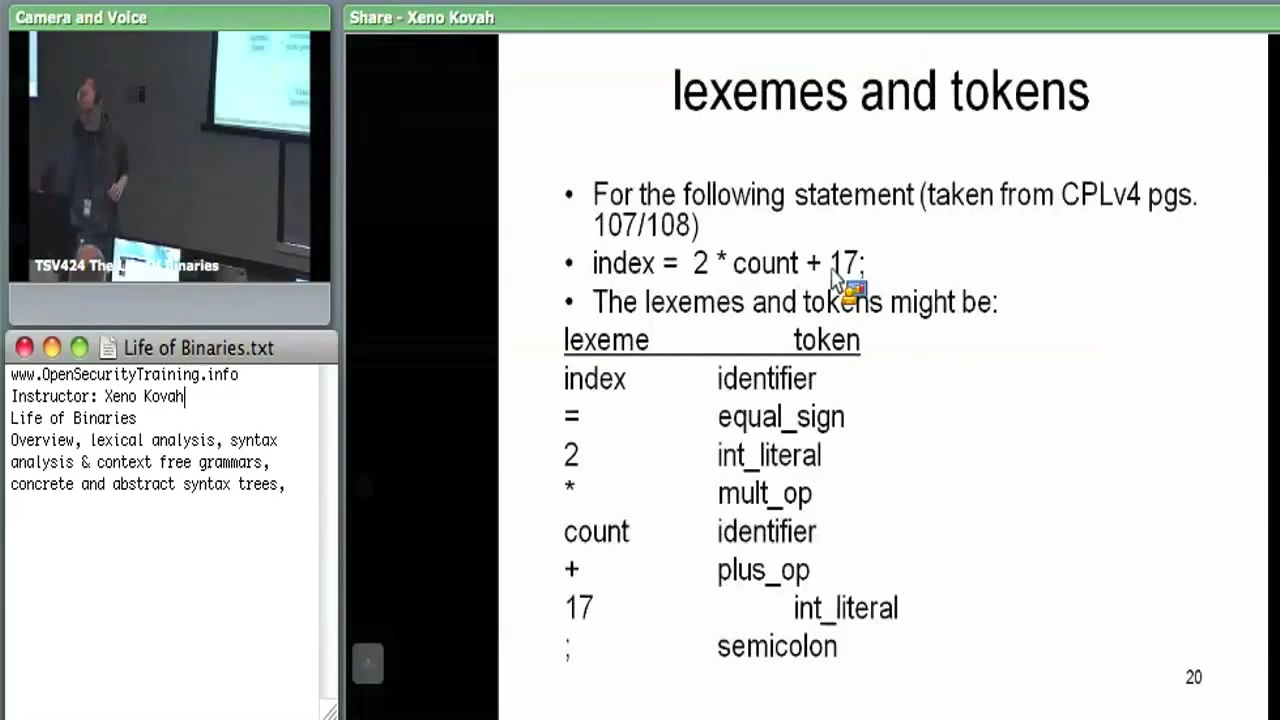 Camera and Voice
TSV424 The Life Of Binaries
Life of Binaries.txt
www.OpenSecurityTraining.info
Instructor: Xeno Kovah
Life of Binaries
Overview, lexical analysis, syntax
analysis & context free grammars,
concrete and abstract syntax trees,
Share - Xeno Kovah
lexemes and tokens
• For the following statement (taken from CPLv4 pgs.
107/108)
• index = 2 * count + 17;
• The lexemes and tokens might be:
lexeme token
index identifier
= equal_sign
2 int_literal
* mult_op
count identifier
+ plus_op
17 int_literal
; semicolon
20